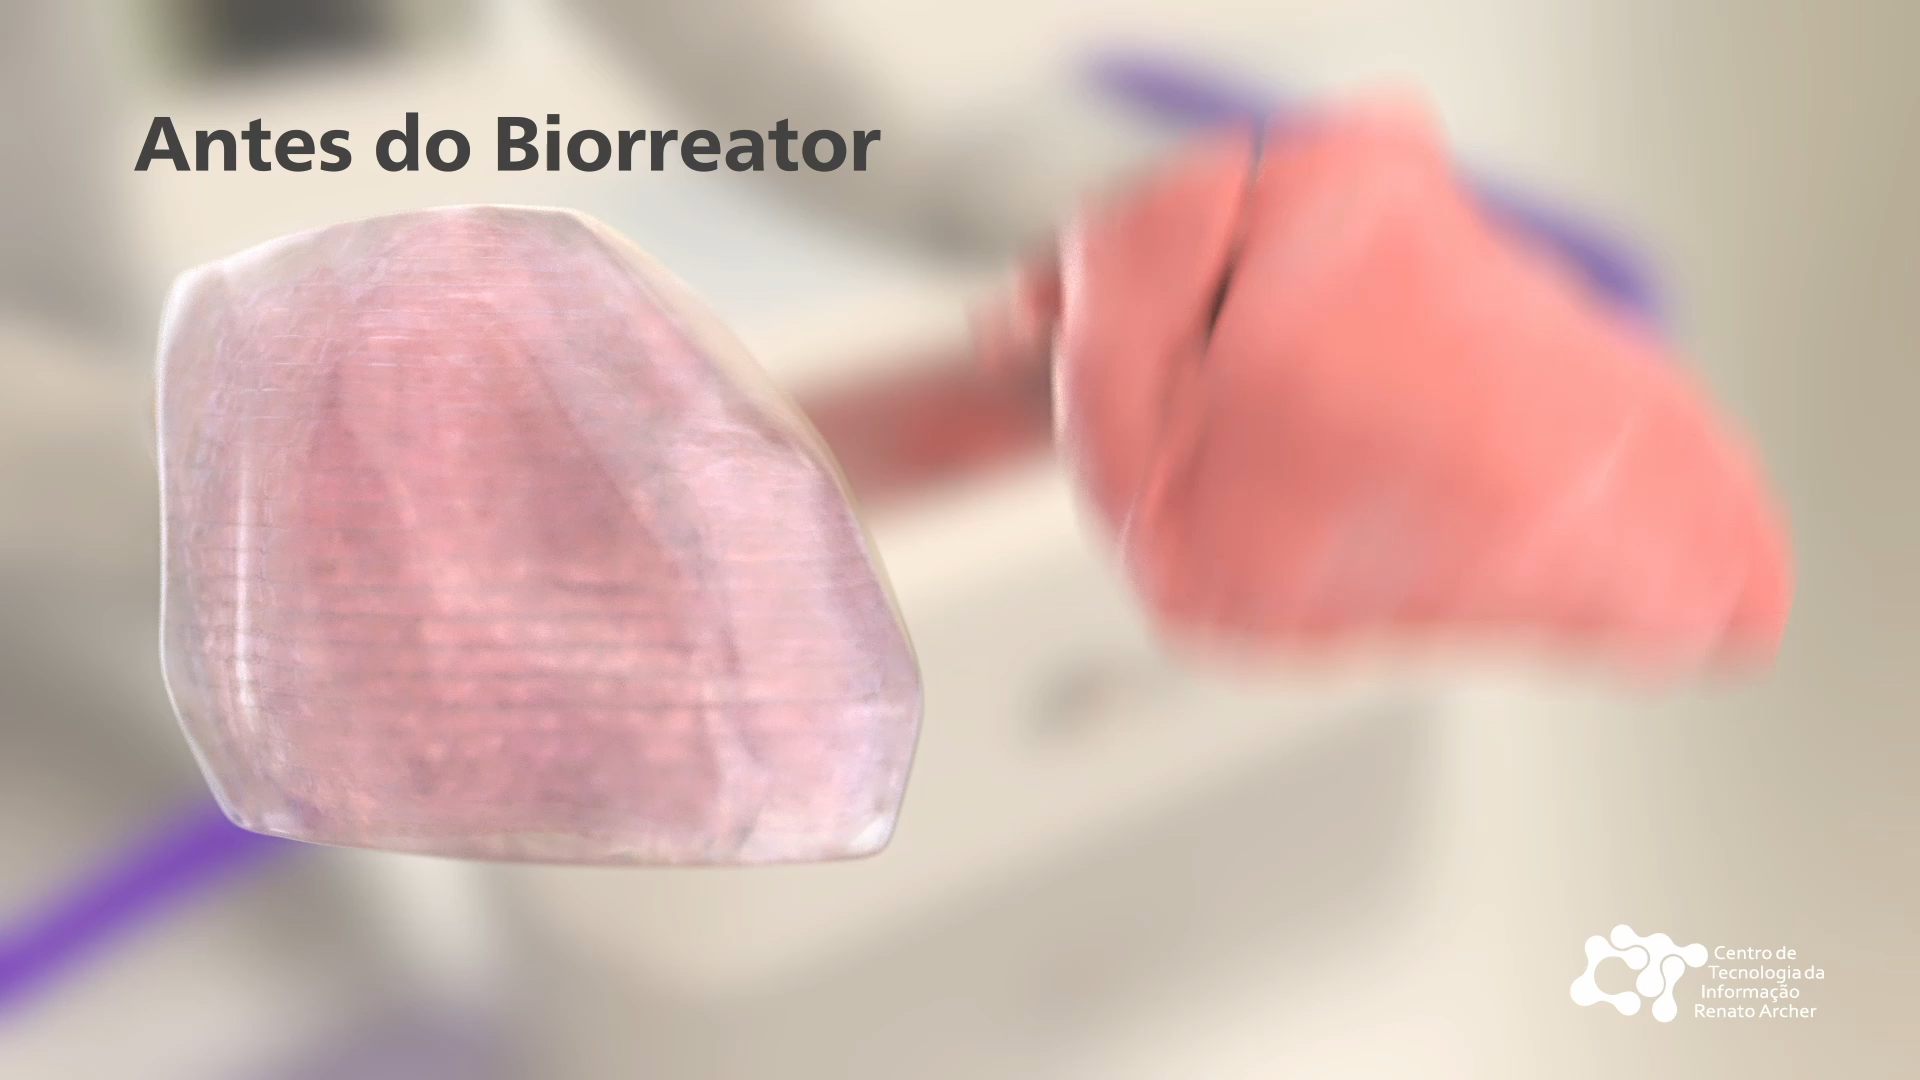 Antes do Biorreator
Centro de
Tecnologia da
Informação
Renato Archer